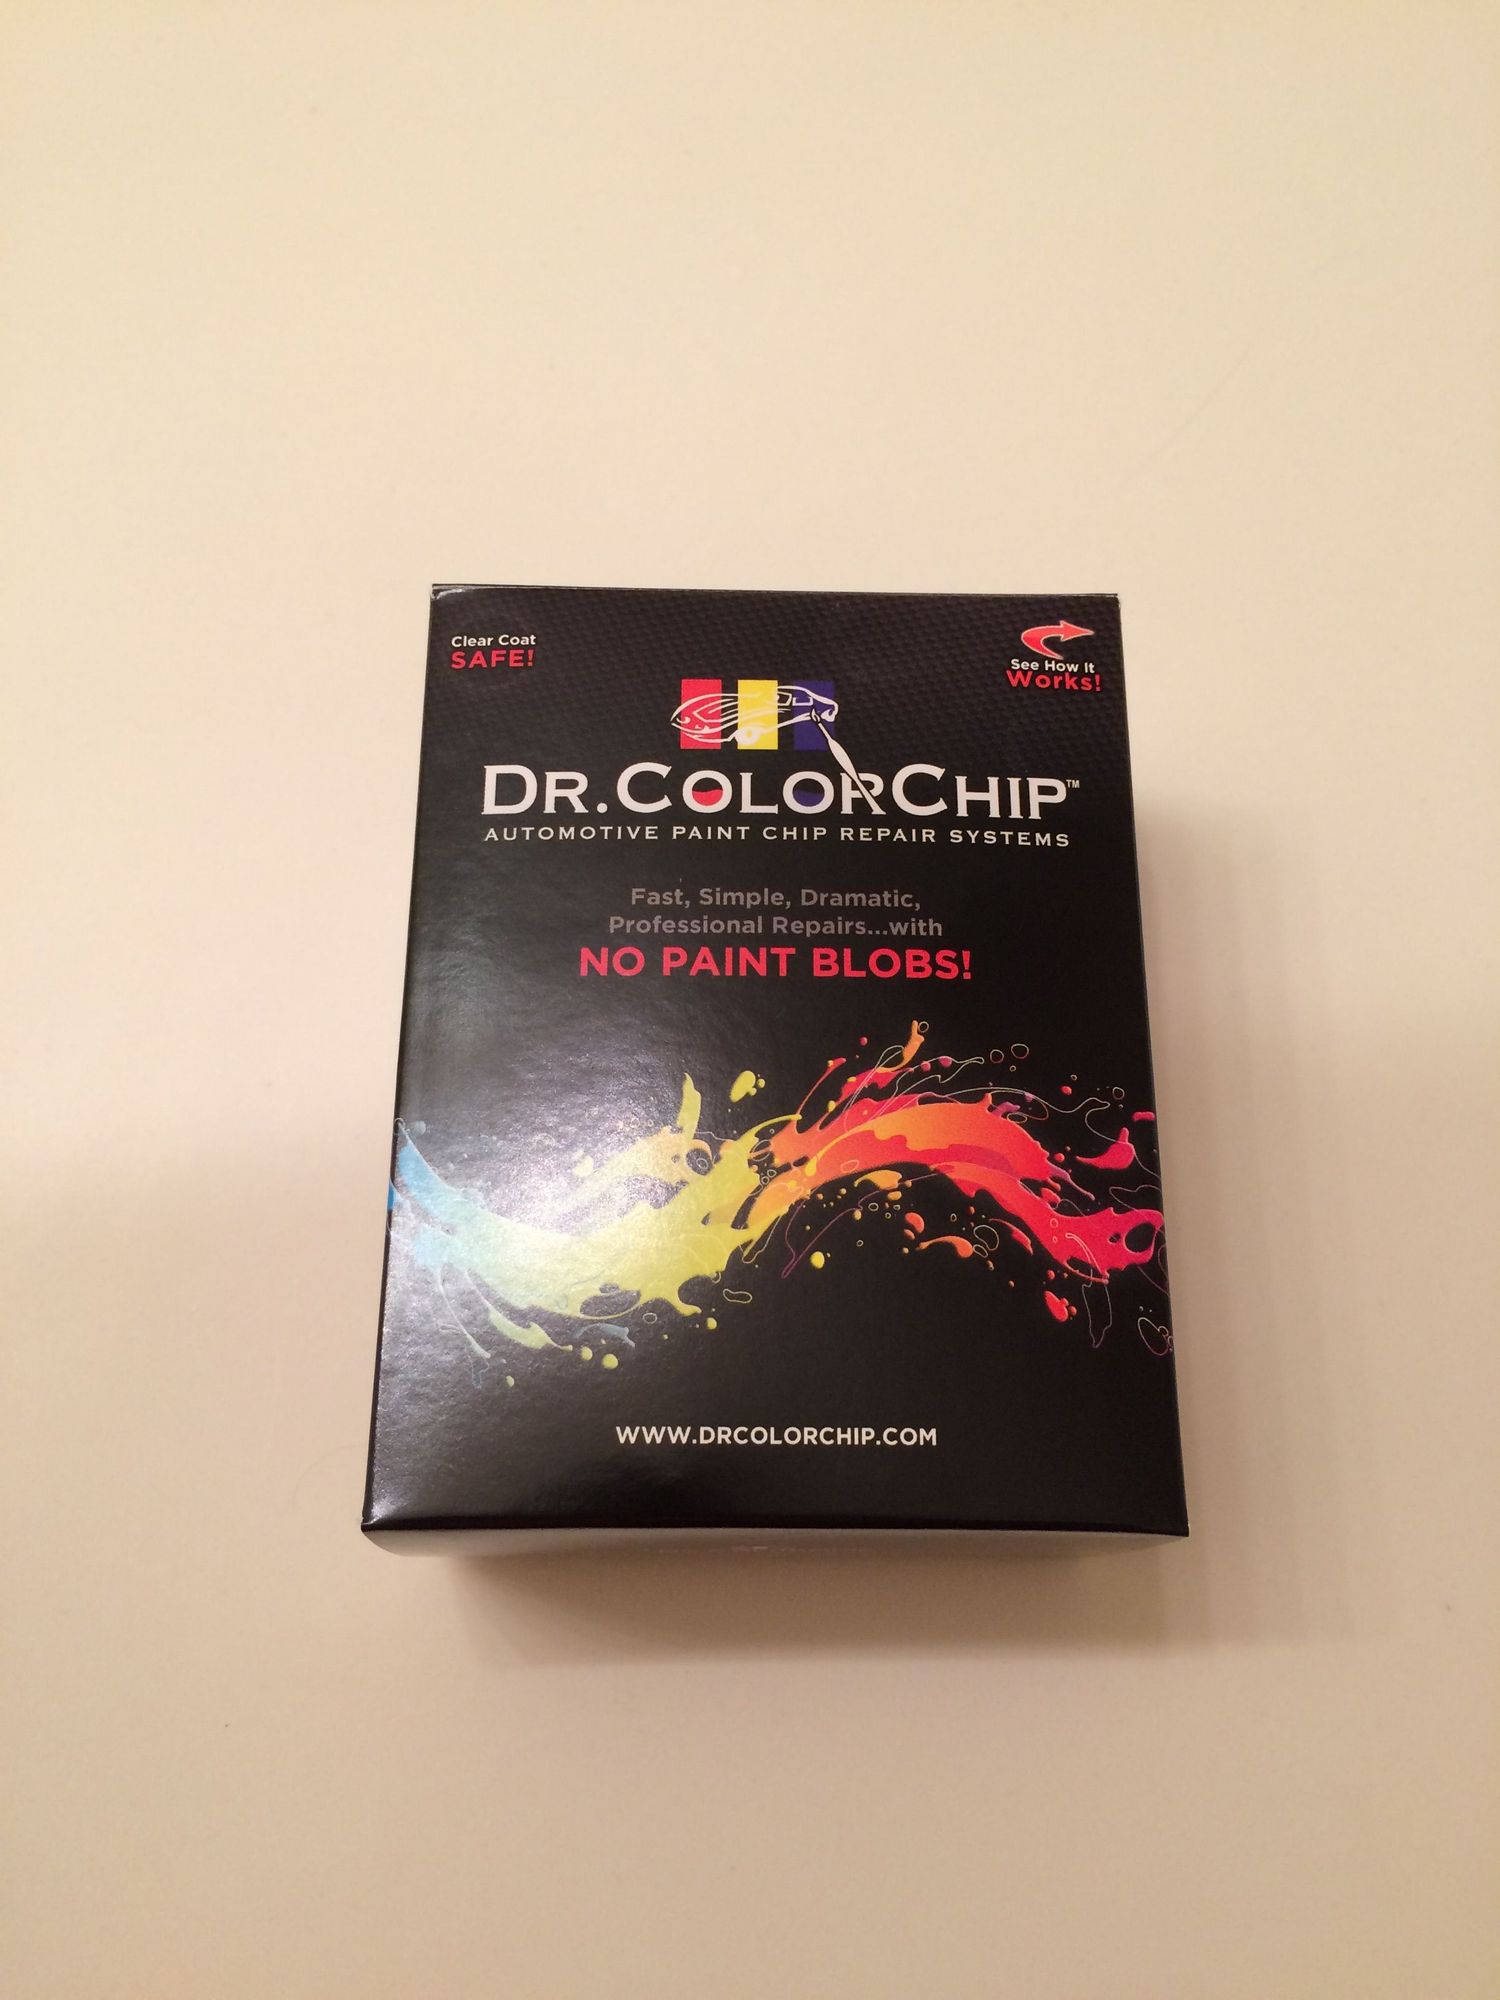 Clear Coat
SAFE!
See How It
Works!
DR.COLORCHIP™
AUTOMOTIVE PAINT CHIP REPAIR SYSTEMS
Fast, Simple, Dramatic,
Professional Repairs...with
NO PAINT BLOBS!
WWW.DRCOLORCHIP.COM